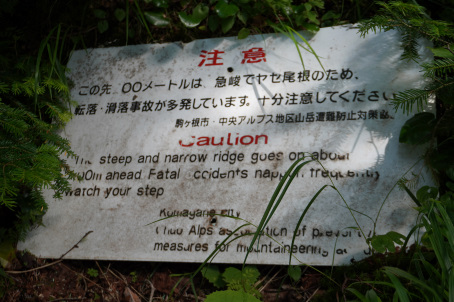 注意
この先 00メートルは 急峻でヤセ尾根のため、
転落・滑落事故が多発しています。十分注意してください
駒ヶ根市・中央アルプス地区山岳遭難防止対策
Caution
steep and narrow ridge goes on about
ahead Fatal happen frequently
watch your step
city
Alps of
measures for mountaineering